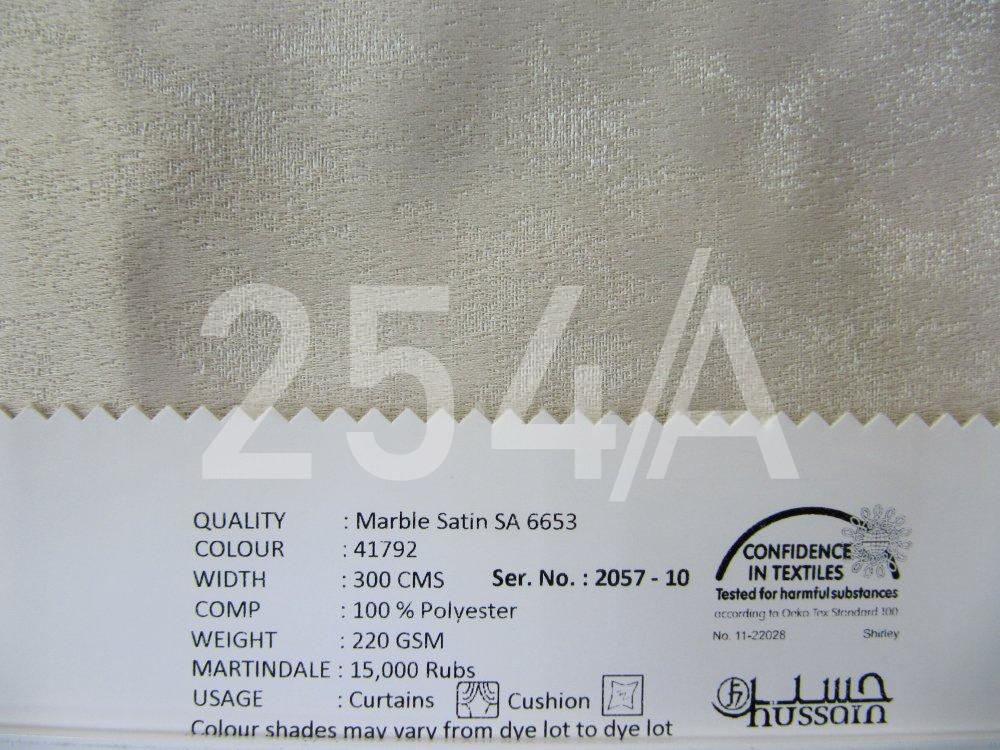 254/A
QUALITY : Marble Satin SA 6653
COLOUR : 41792
WIDTH : 300 CMS Ser. No. : 2057 - 10
COMP : 100 % Polyester
WEIGHT : 220 GSM
MARTINDALE : 15,000 Rubs
USAGE : Curtains Cushion
Colour shades may vary from dye lot to dye lot
CONFIDENCE
IN TEXTILES
Tested for harmful substances
according to Oeko Tex Standard 100
No. 11-22028 Shirley
حسين
hussain